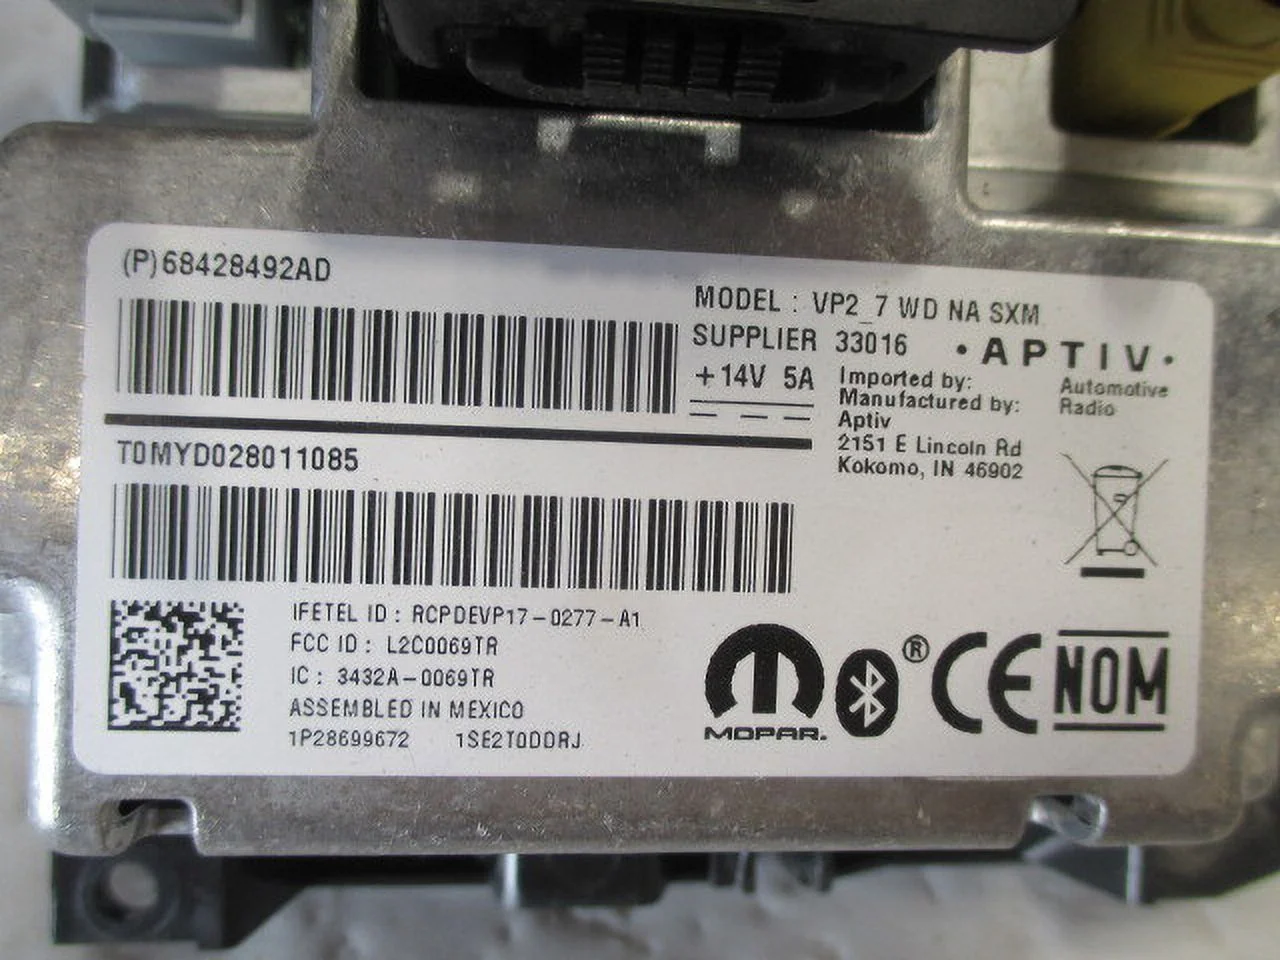 (P)68428492AD
MODEL : VP2_7 WD NA SXM
SUPPLIER 33016
• APTIV •
+14V 5A
Imported by:
Manufactured by:
Aptiv
2151 E Lincoln Rd
Kokomo, IN 46902
Automotive
Radio
T0MYD028011085
IFETEL ID : RCPDEVP17-0277-A1
FCC ID : L2C0069TR
IC : 3432A-0069TR
ASSEMBLED IN MEXICO
1P28699672 1SE2T0DDRJ
MOPAR.
®
CE
NOM